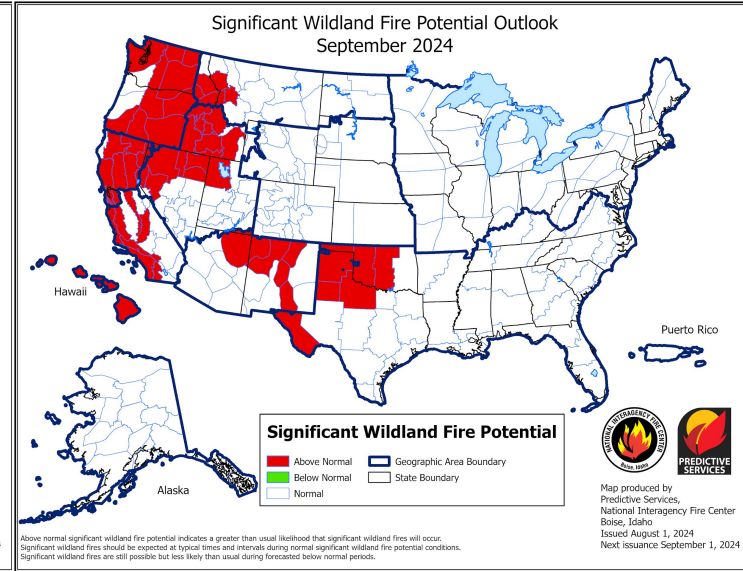 Significant Wildland Fire Potential Outlook
September 2024
Hawaii
Puerto Rico
Alaska
Significant Wildland Fire Potential
Above Normal
Below Normal
Normal
Geographic Area Boundary
State Boundary
NATIONAL INTERAGENCY FIRE CENTER
Boise, Idaho
PREDICTIVE
SERVICES
Map produced by
Predictive Services,
National Interagency Fire Center
Boise, Idaho
Issued August 1, 2024
Next issuance September 1, 2024
Above normal significant wildland fire potential indicates a greater than usual likelihood that significant wildland fires will occur.
Significant wildland fires should be expected at typical times and intervals during normal significant wildland fire potential conditions.
Significant wildland fires are still possible but less likely than usual during forecasted below normal periods.